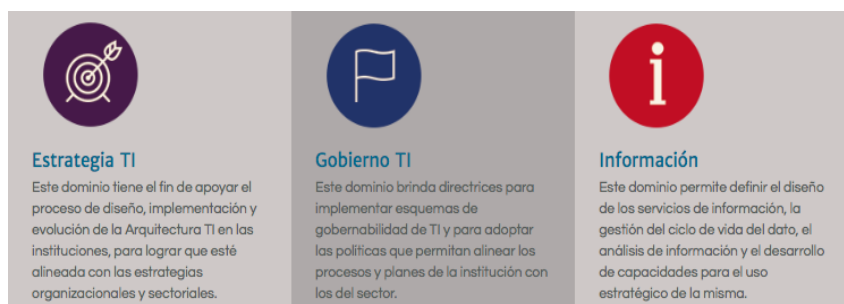 Estrategia TI
Este dominio tiene el fin de apoyar el
proceso de diseño, implementación y
evolución de la Arquitectura TI en las
instituciones, para lograr que esté
alineada con las estrategias
organizacionales y sectoriales.
Gobierno TI
Este dominio brinda directrices para
implementar esquemas de
gobernabilidad de TI y para adoptar
las políticas que permitan alinear los
procesos y planes de la institución con
los del sector.
i
Información
Este dominio permite definir el diseño
de los servicios de información, la
gestión del ciclo de vida del dato, el
análisis de información y el desarrollo
de capacidades para el uso
estratégico de la misma.